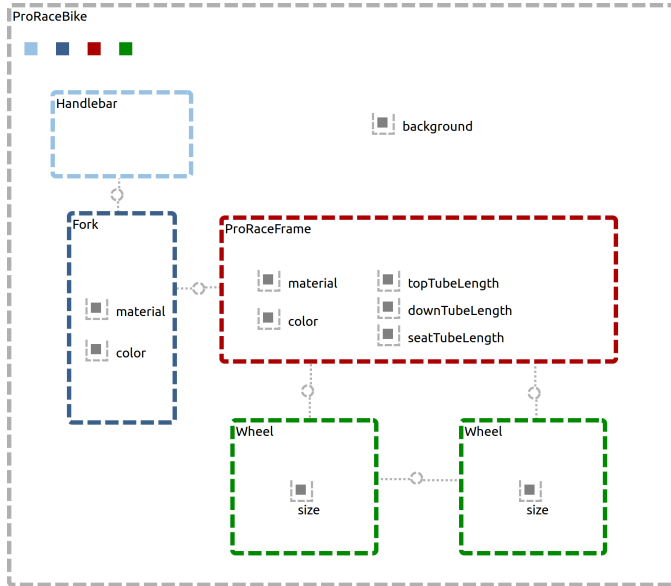 ProRaceBike
Handlebar
background
Fork
ProRaceFrame
material
color
material
color
topTubeLength
downTubeLength
seatTubeLength
Wheel
size
Wheel
size